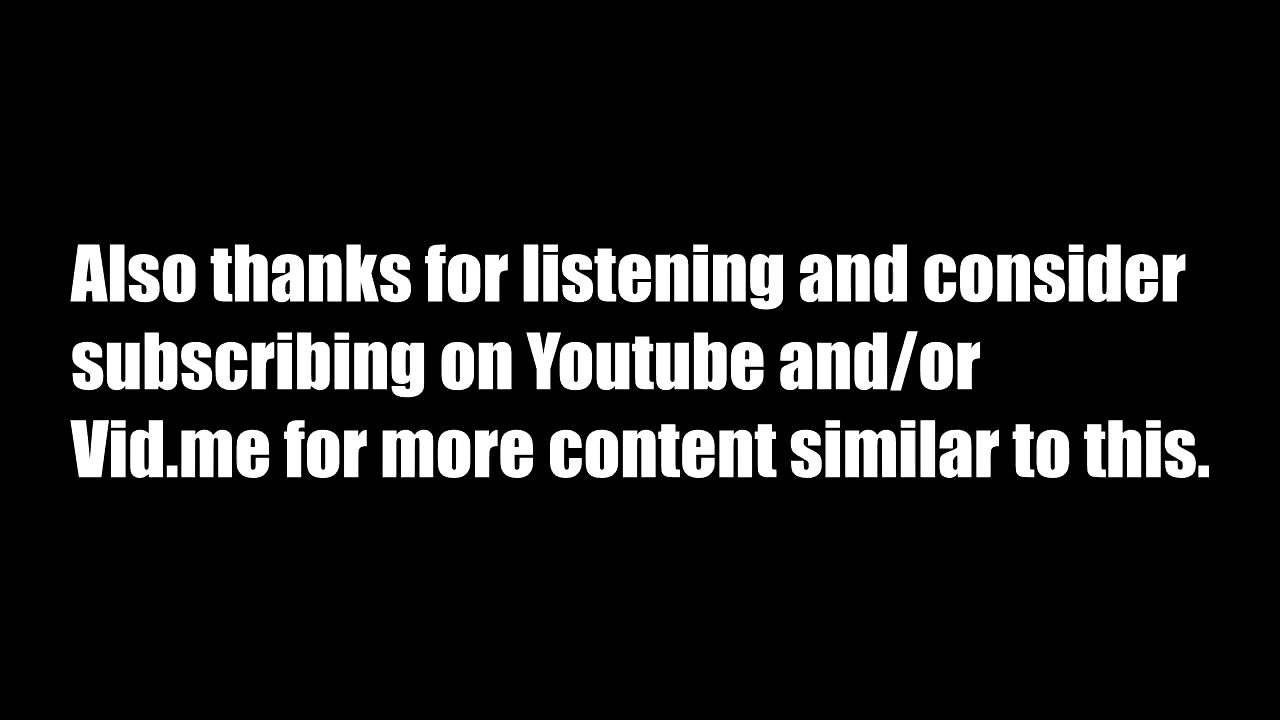 Also thanks for listening and consider
subscribing on Youtube and/or
Vid.me for more content similar to this.